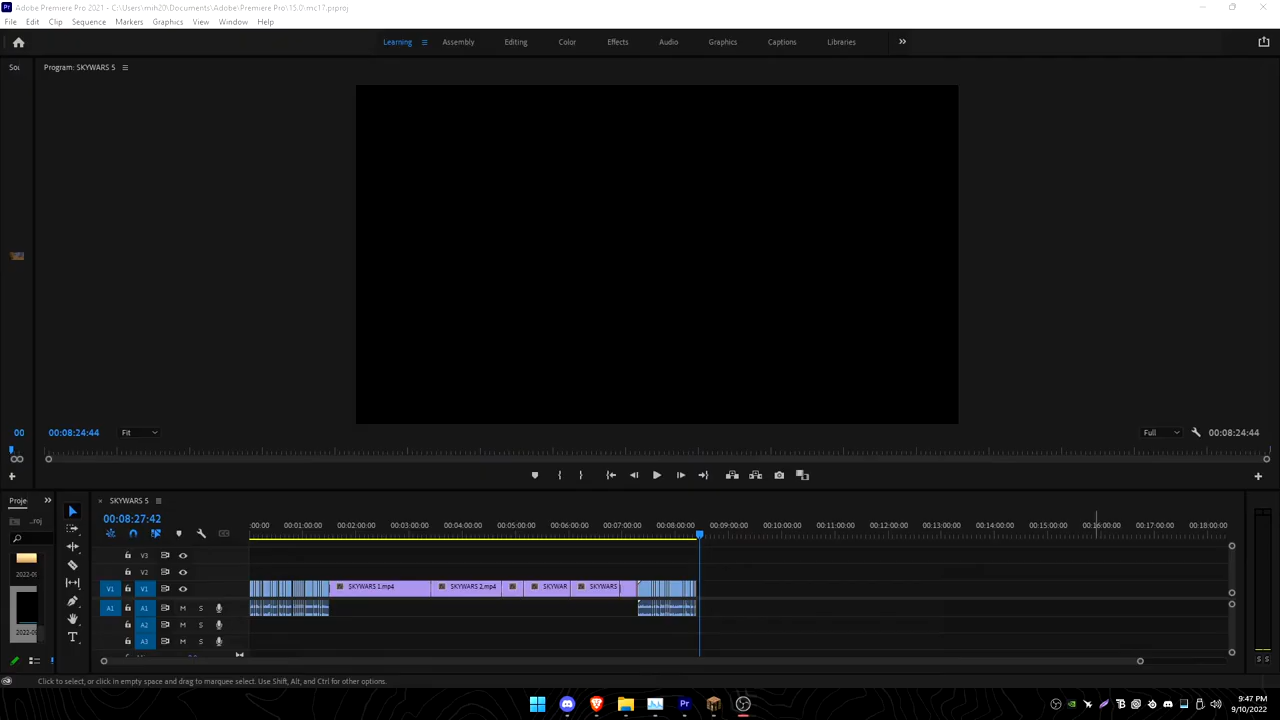 Adobe Premiere Pro 2021 - C:\Users\mih20\Documents\Adobe\Premiere Pro\15.0\mc17.prproj
File Edit Clip Sequence Markers Graphics View Window Help
Learning Assembly Editing Color Effects Audio Graphics Captions Libraries
Program: SKYWARS 5
00 00:08:24:44 Fit Full 00:08:24:44
Proje SKYWARS 5
00:08:27:42
:00:00 00:01:00:00 00:02:00:00 00:03:00:00 00:04:00:00 00:05:00:00 00:06:00:00 00:07:00:00 00:08:00:00 00:09:00:00 00:10:00:00 00:11:00:00 00:12:00:00 00:13:00:00 00:14:00:00 00:15:00:00 00:16:00:00 00:17:00:00 00:18:00:00
V3
V2
V1 V1 SKYWARS 1.mp4 SKYWARS 2.mp4 SKYWAR SKYWARS
A1 A1 M S
A2 M S
A3 M S
Click to select, or click in empty space and drag to marquee select. Use Shift, Alt, and Ctrl for other options.
S S
9:47 PM
9/10/2022